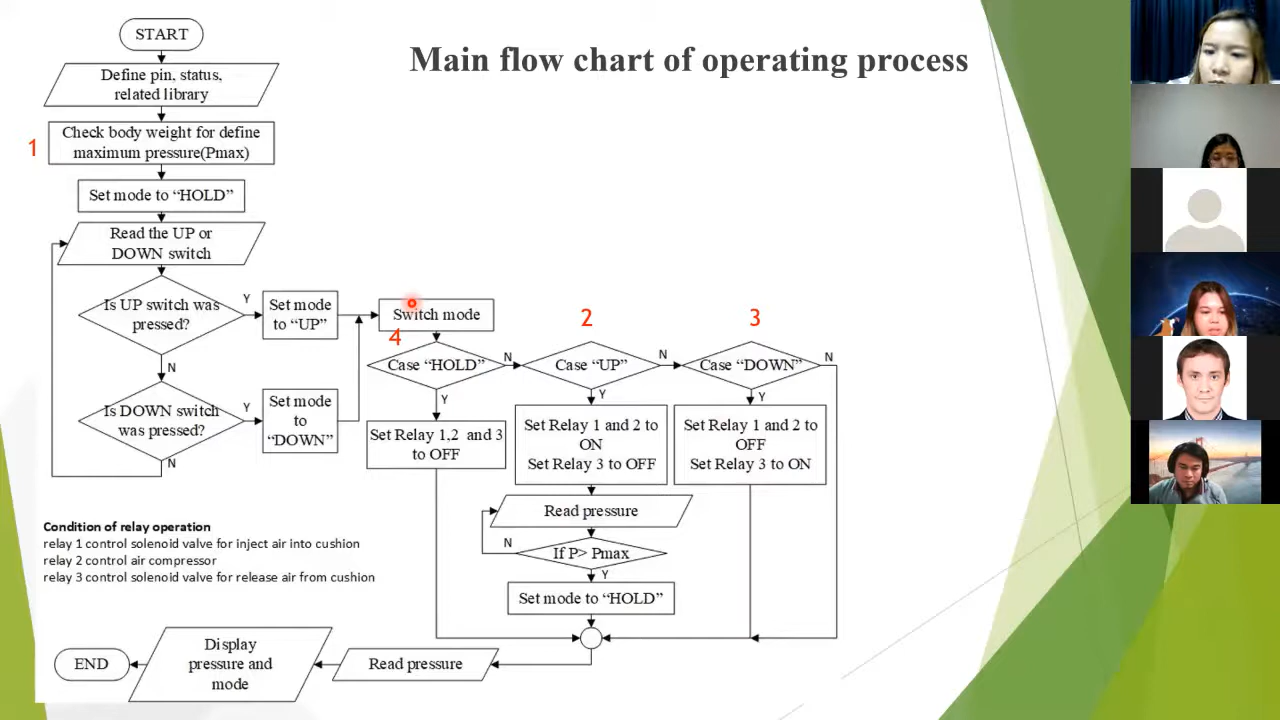 Main flow chart of operating process
START
Define pin, status,
related library
1
Check body weight for define
maximum pressure(Pmax)
Set mode to “HOLD”
Read the UP or
DOWN switch
Is UP switch was
pressed?
Y
N
Set mode
to “UP”
Is DOWN switch
was pressed?
Y
N
Set mode
to
“DOWN”
Switch mode
4
Case “HOLD”
N
Y
Set Relay 1,2 and 3
to OFF
2
Case “UP”
N
Y
Set Relay 1 and 2 to
ON
Set Relay 3 to OFF
3
Case “DOWN”
N
Y
Set Relay 1 and 2 to
OFF
Set Relay 3 to ON
Read pressure
If P> Pmax
N
Y
Set mode to “HOLD”
Condition of relay operation
relay 1 control solenoid valve for inject air into cushion
relay 2 control air compressor
relay 3 control solenoid valve for release air from cushion
Read pressure
Display
pressure and
mode
END